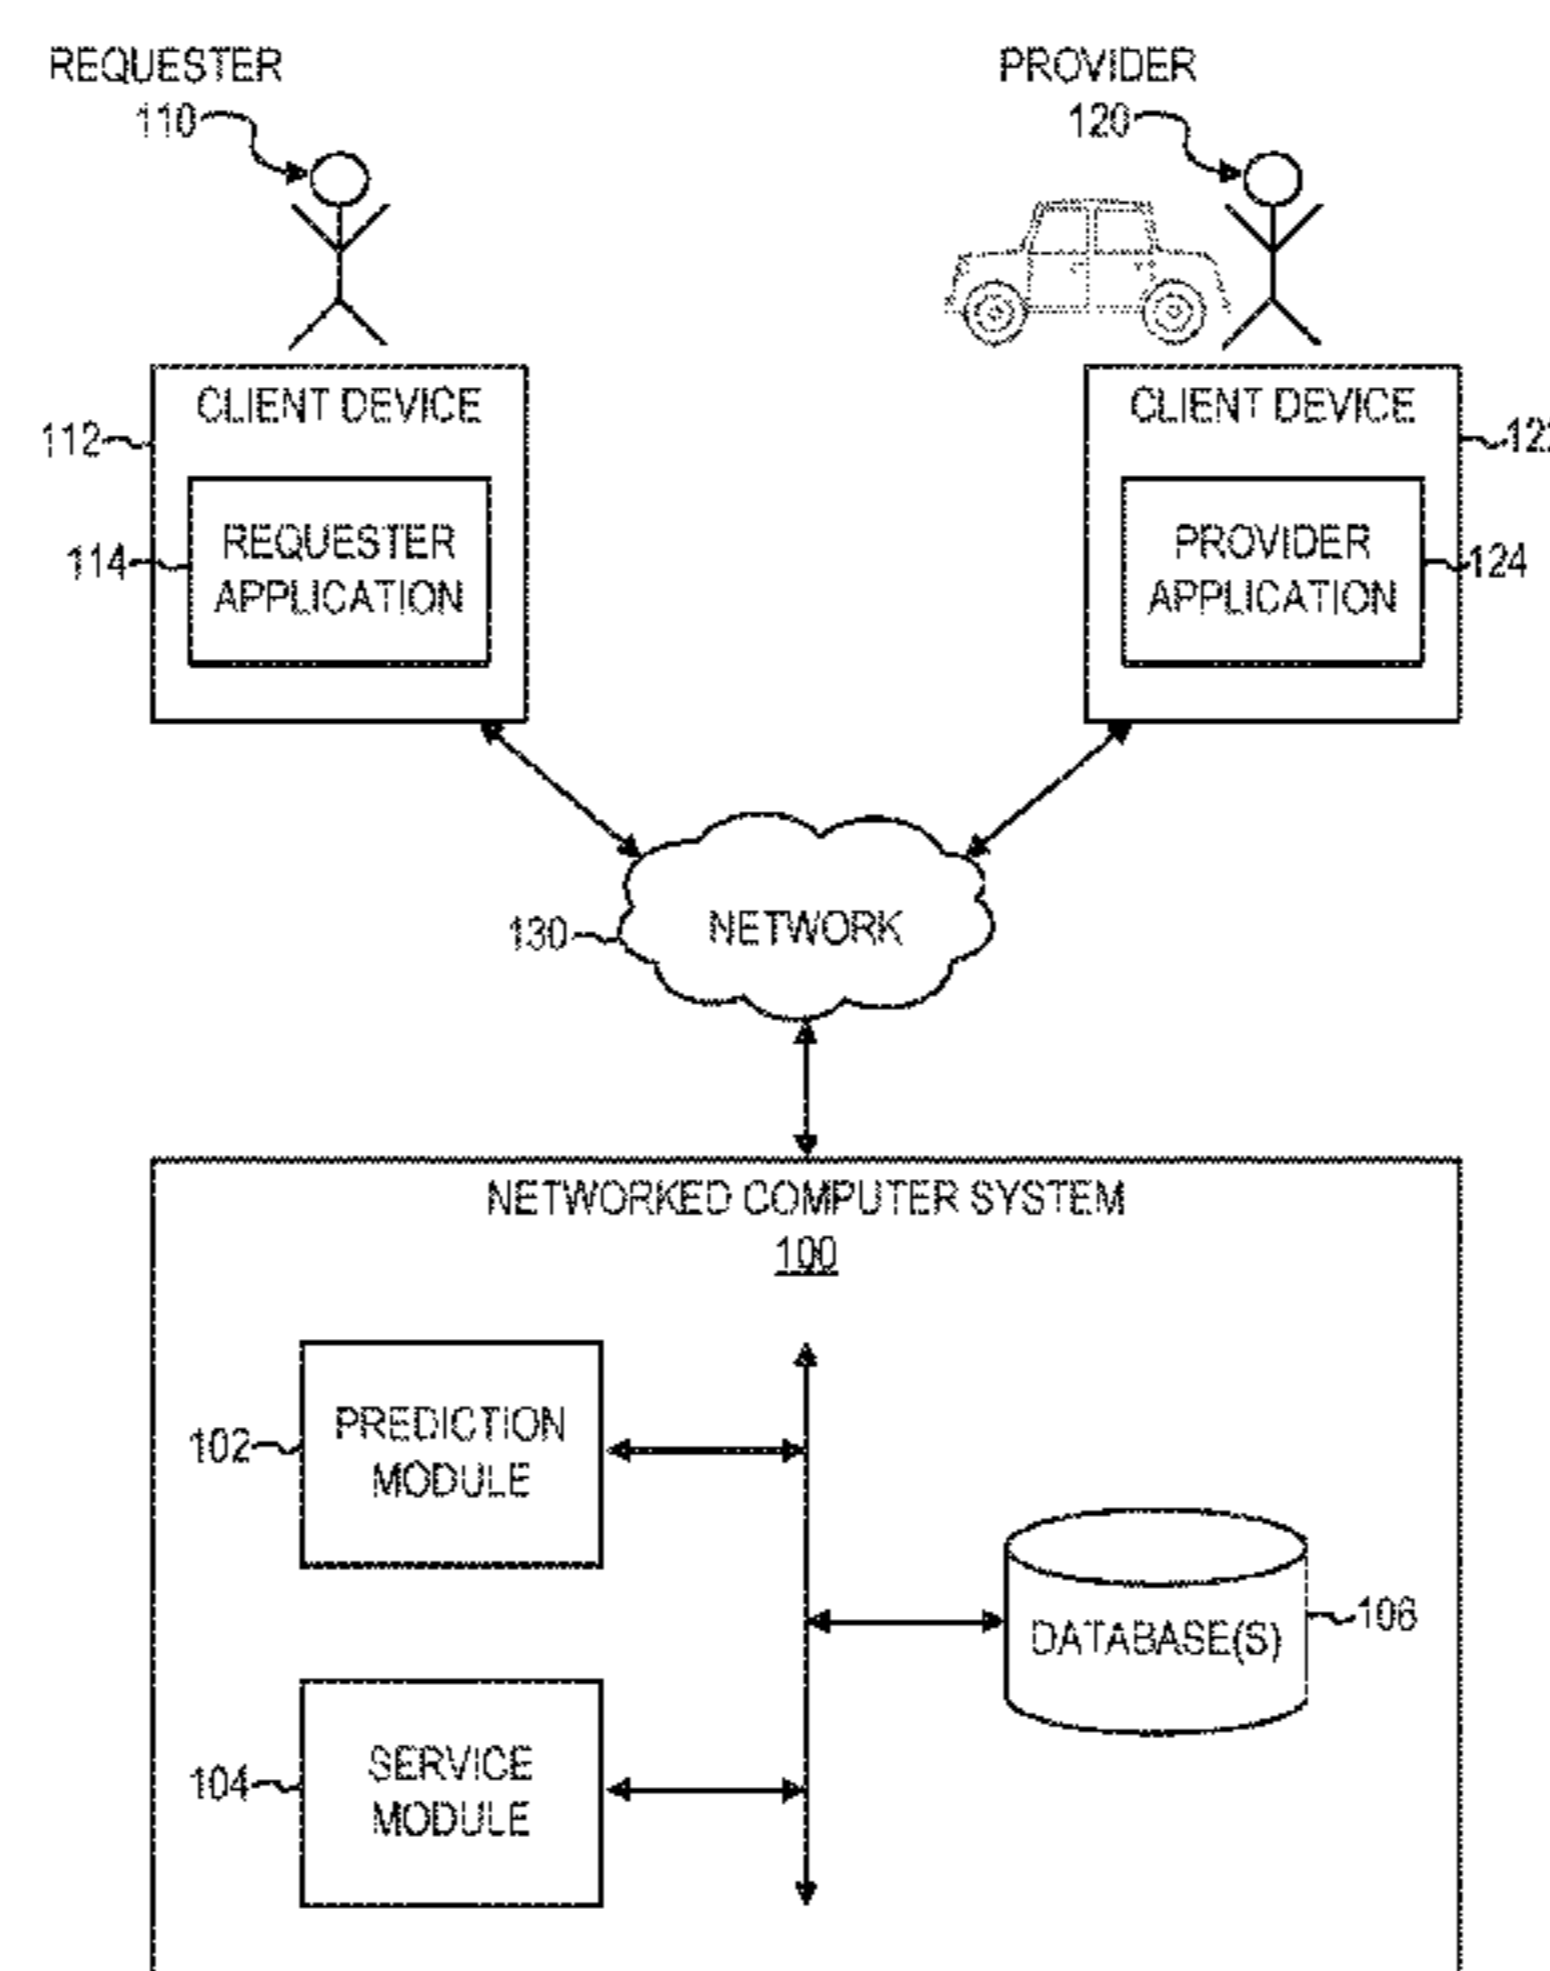 REQUESTER
110
PROVIDER
120
CLIENT DEVICE
112
REQUESTER
APPLICATION
114
CLIENT DEVICE
122
PROVIDER
APPLICATION
124
NETWORK
130
NETWORKED COMPUTER SYSTEM
100
PREDICTION
MODULE
102
DATABASE(S)
106
SERVICE
MODULE
104